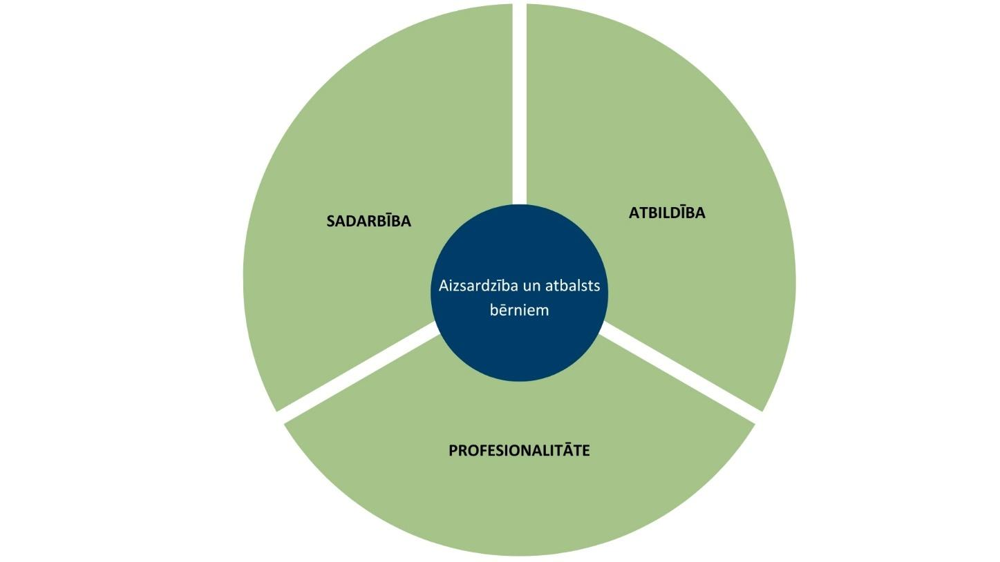 SADARBĪBA
ATBILDĪBA
Aizsardzība un atbalsts
bērniem
PROFESIONALITĀTE